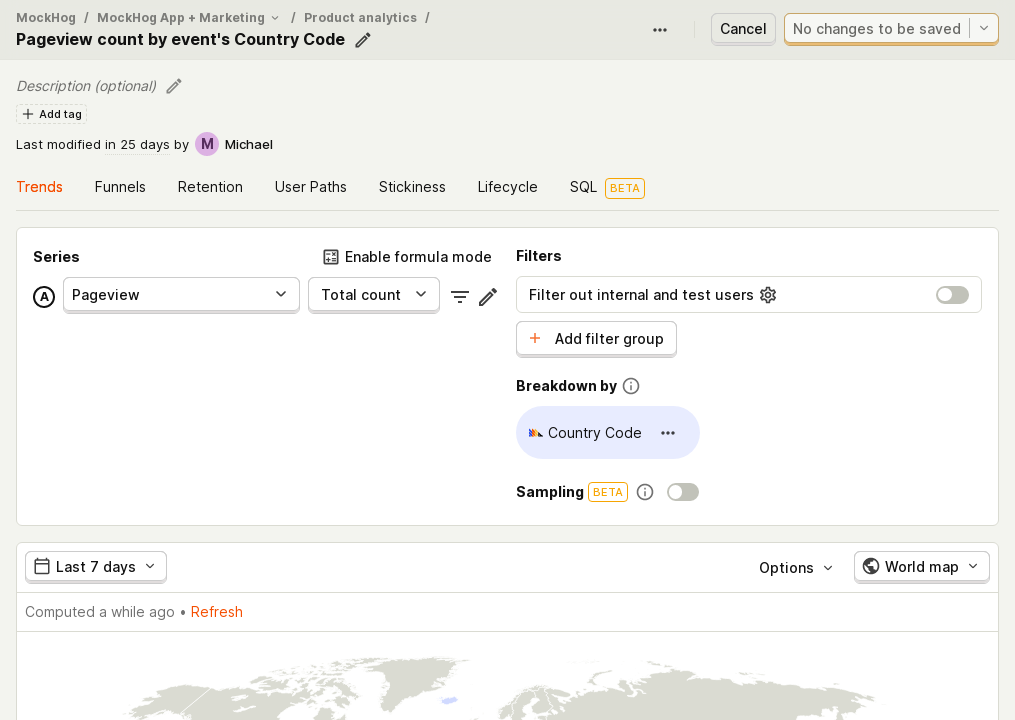 MockHog / MockHog App + Marketing / Product analytics /
Pageview count by event's Country Code
Cancel
No changes to be saved
Description (optional)
Add tag
Last modified in 25 days by M Michael
Trends Funnels Retention User Paths Stickiness Lifecycle SQL BETA
Series
Enable formula mode
A Pageview Total count
Filters
Filter out internal and test users
Add filter group
Breakdown by
Country Code
Sampling BETA
Last 7 days
Options
World map
Computed a while ago • Refresh